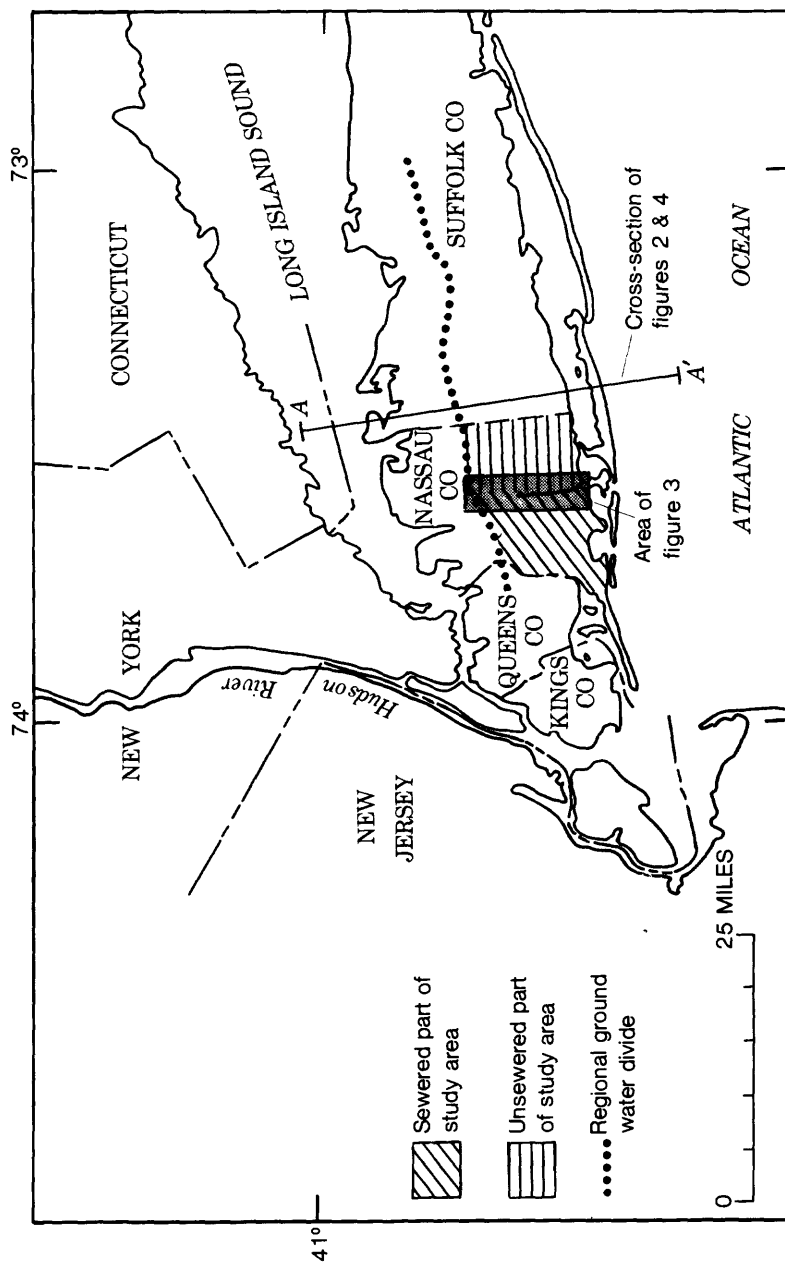 73°
74°
41°
CONNECTICUT
LONG ISLAND SOUND
NEW YORK
NEW
JERSEY
Hudson
River
SUFFOLK CO
NASSAU
CO
QUEENS
CO
KINGS
CO
A
A'
Cross-section of
figures 2 & 4
Area of
figure 3
ATLANTIC OCEAN
Sewered part of
study area
Unsewered part
of study area
Regional ground
water divide
0 25 MILES